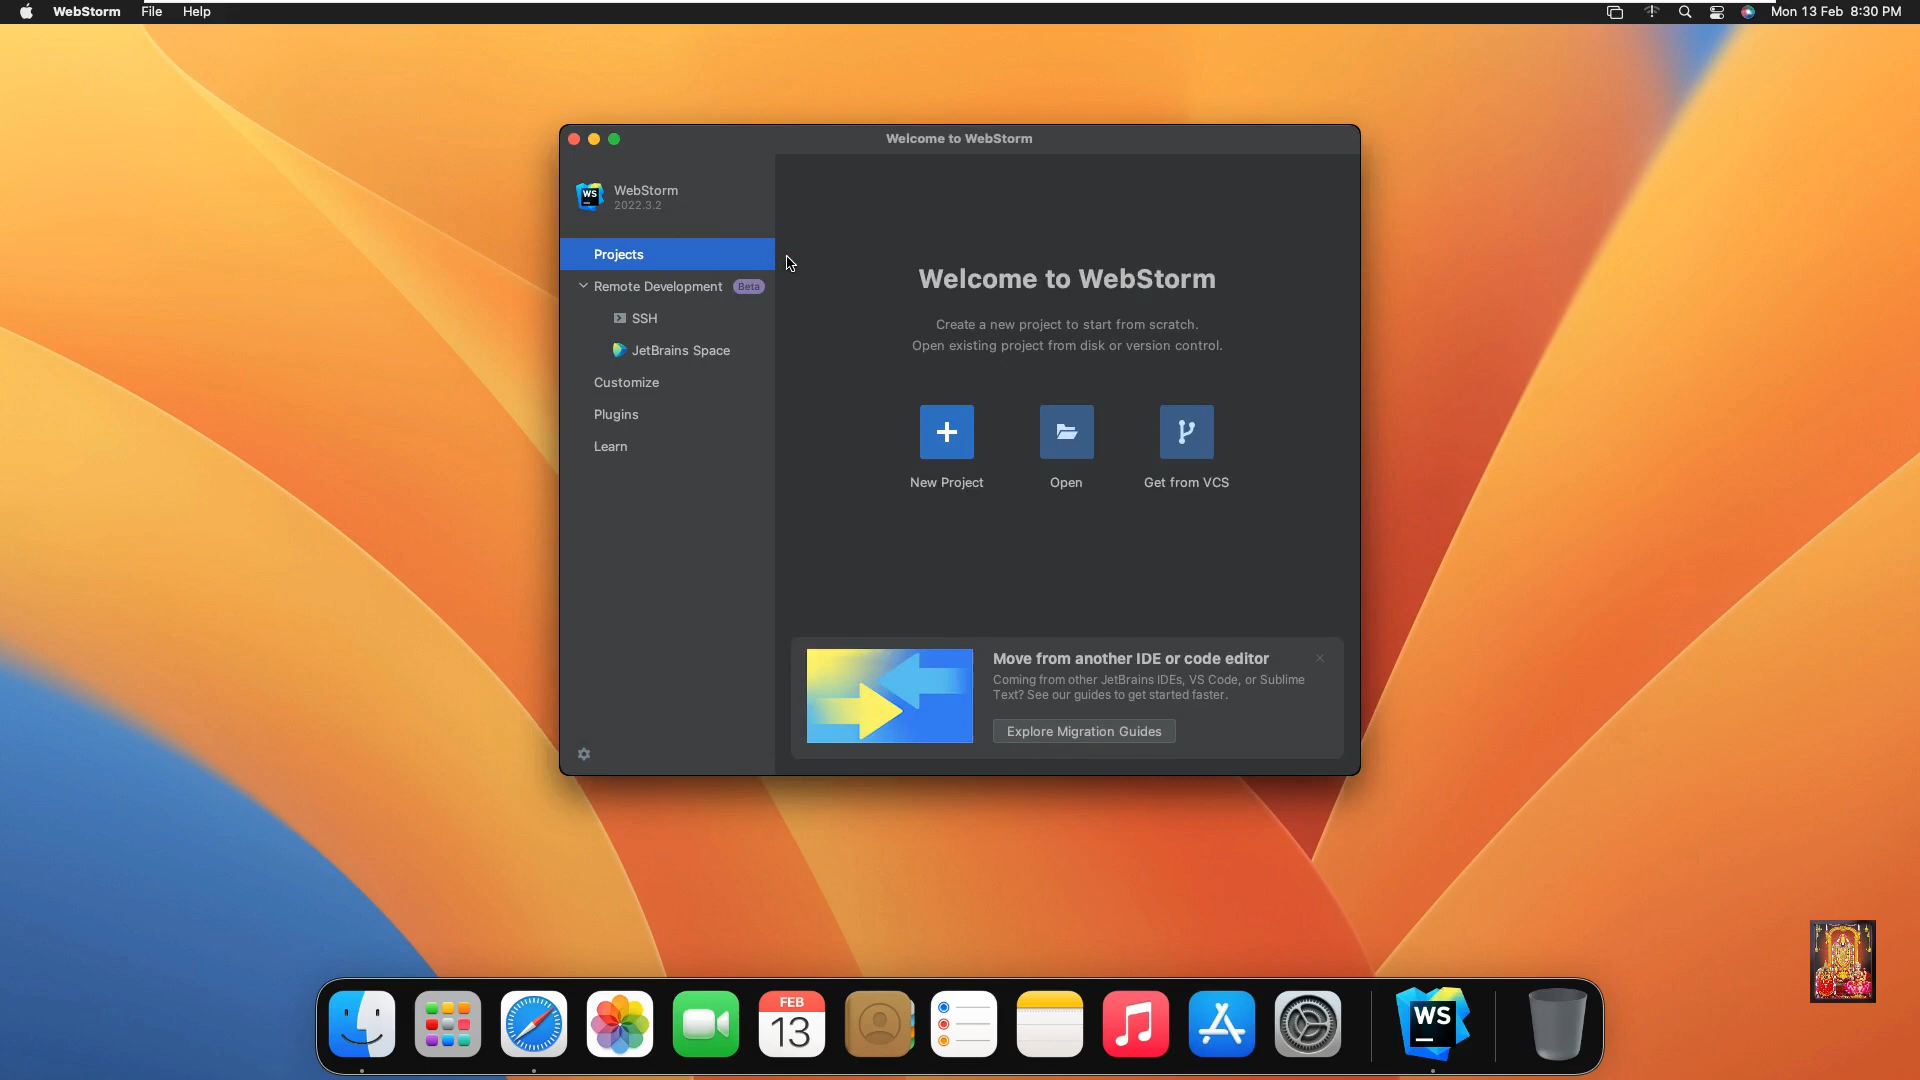 WebStorm File Help
Mon 13 Feb 8:30 PM
Welcome to WebStorm
WS
WebStorm
2022.3.2
Projects
Remote Development Beta
SSH
JetBrains Space
Customize
Plugins
Learn
Welcome to WebStorm
Create a new project to start from scratch.
Open existing project from disk or version control.
New Project
Open
Get from VCS
Move from another IDE or code editor
Coming from other JetBrains IDEs, VS Code, or Sublime
Text? See our guides to get started faster.
Explore Migration Guides
FEB
13
WS